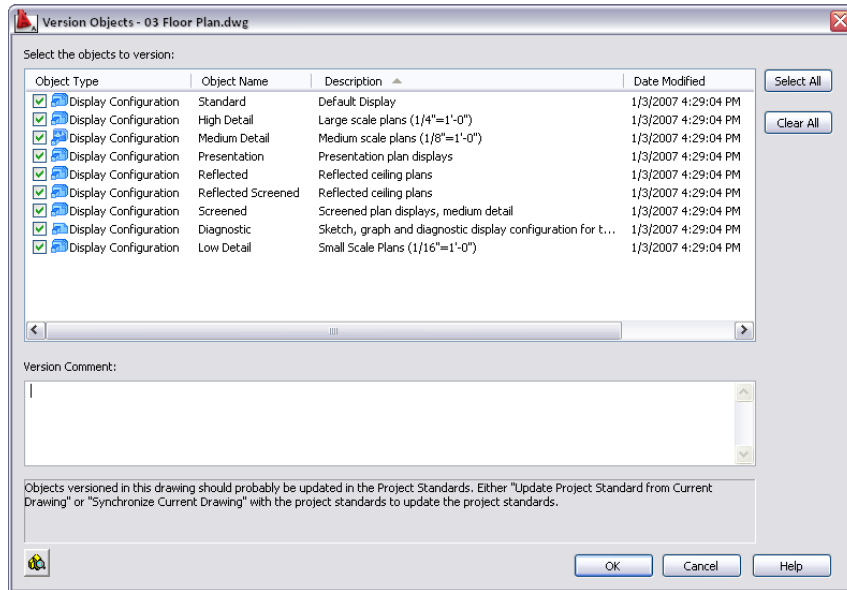 Version Objects - 03 Floor Plan.dwg
Select the objects to version:
Object Type Object Name Description Date Modified
Display Configuration Standard Default Display 1/3/2007 4:29:04 PM
Display Configuration High Detail Large scale plans (1/4"=1'-0") 1/3/2007 4:29:04 PM
Display Configuration Medium Detail Medium scale plans (1/8"=1'-0") 1/3/2007 4:29:04 PM
Display Configuration Presentation Presentation plan displays 1/3/2007 4:29:04 PM
Display Configuration Reflected Reflected ceiling plans 1/3/2007 4:29:04 PM
Display Configuration Reflected Screened Reflected ceiling plans 1/3/2007 4:29:04 PM
Display Configuration Screened Screened plan displays, medium detail 1/3/2007 4:29:04 PM
Display Configuration Diagnostic Sketch, graph and diagnostic display configuration for t... 1/3/2007 4:29:04 PM
Display Configuration Low Detail Small Scale Plans (1/16"=1'-0") 1/3/2007 4:29:04 PM
Select All
Clear All
Version Comment:
Objects versioned in this drawing should probably be updated in the Project Standards. Either "Update Project Standard from Current
Drawing" or "Synchronize Current Drawing" with the project standards to update the project standards.
OK Cancel Help